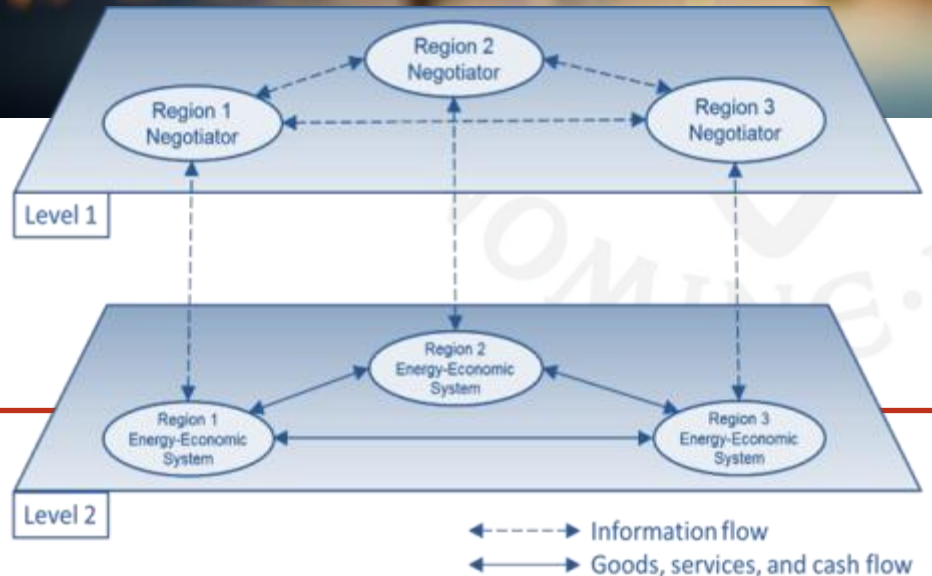 Region 2
Negotiator
Region 1
Negotiator
Region 3
Negotiator
Level 1
OMINE
Region 2
Energy-Economic
System
Region 1
Energy-Economic
System
Region 3
Energy-Economic
System
Level 2
Information flow
Goods, services, and cash flow